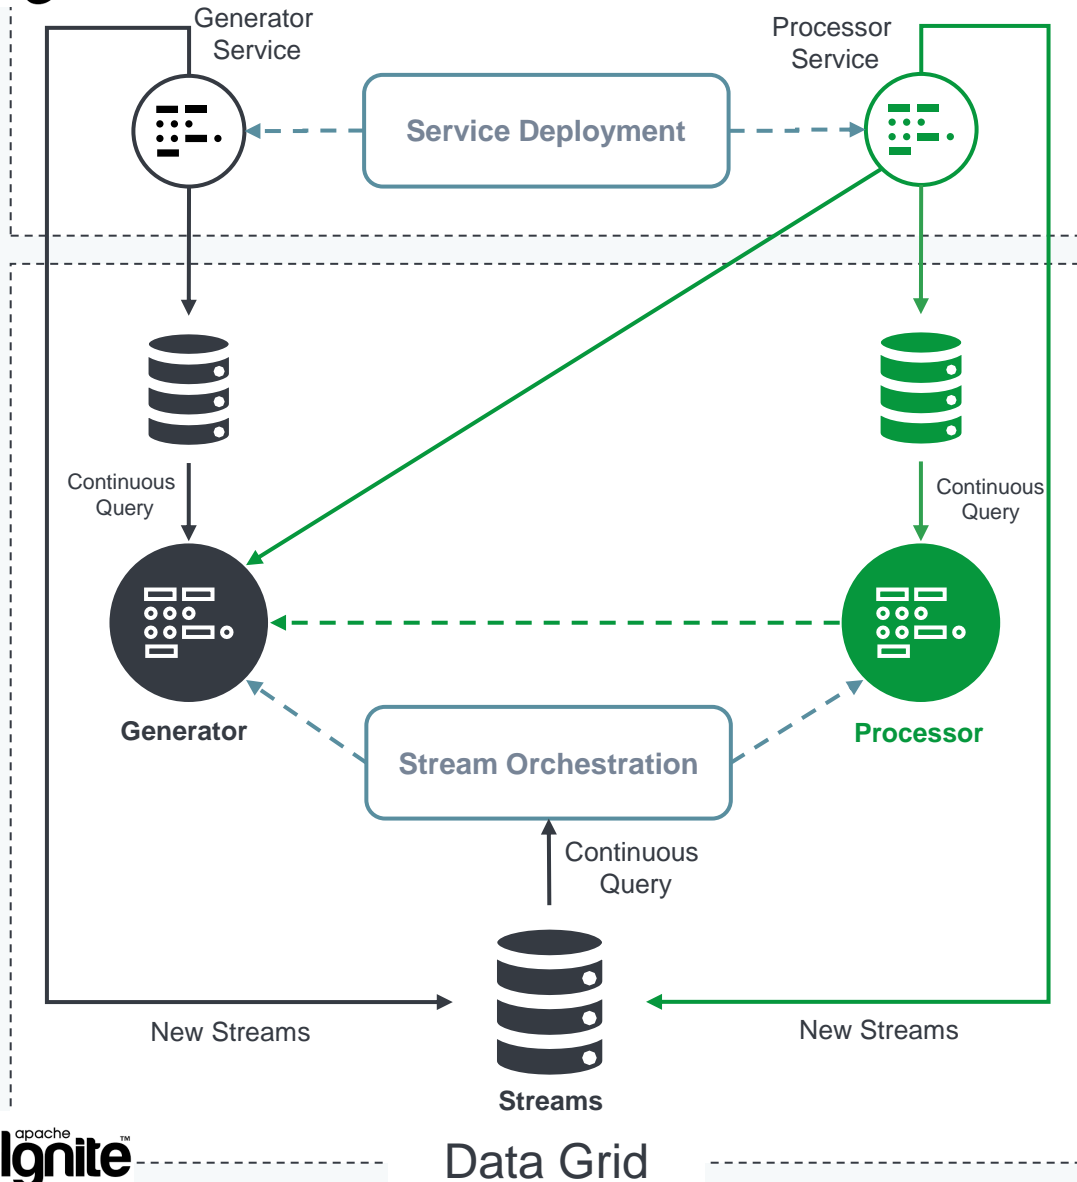 Generator
Service
Processor
Service
Service Deployment
Continuous
Query
Continuous
Query
Generator
Processor
Stream Orchestration
Continuous
Query
New Streams
New Streams
Streams
apache
Ignite™
Data Grid